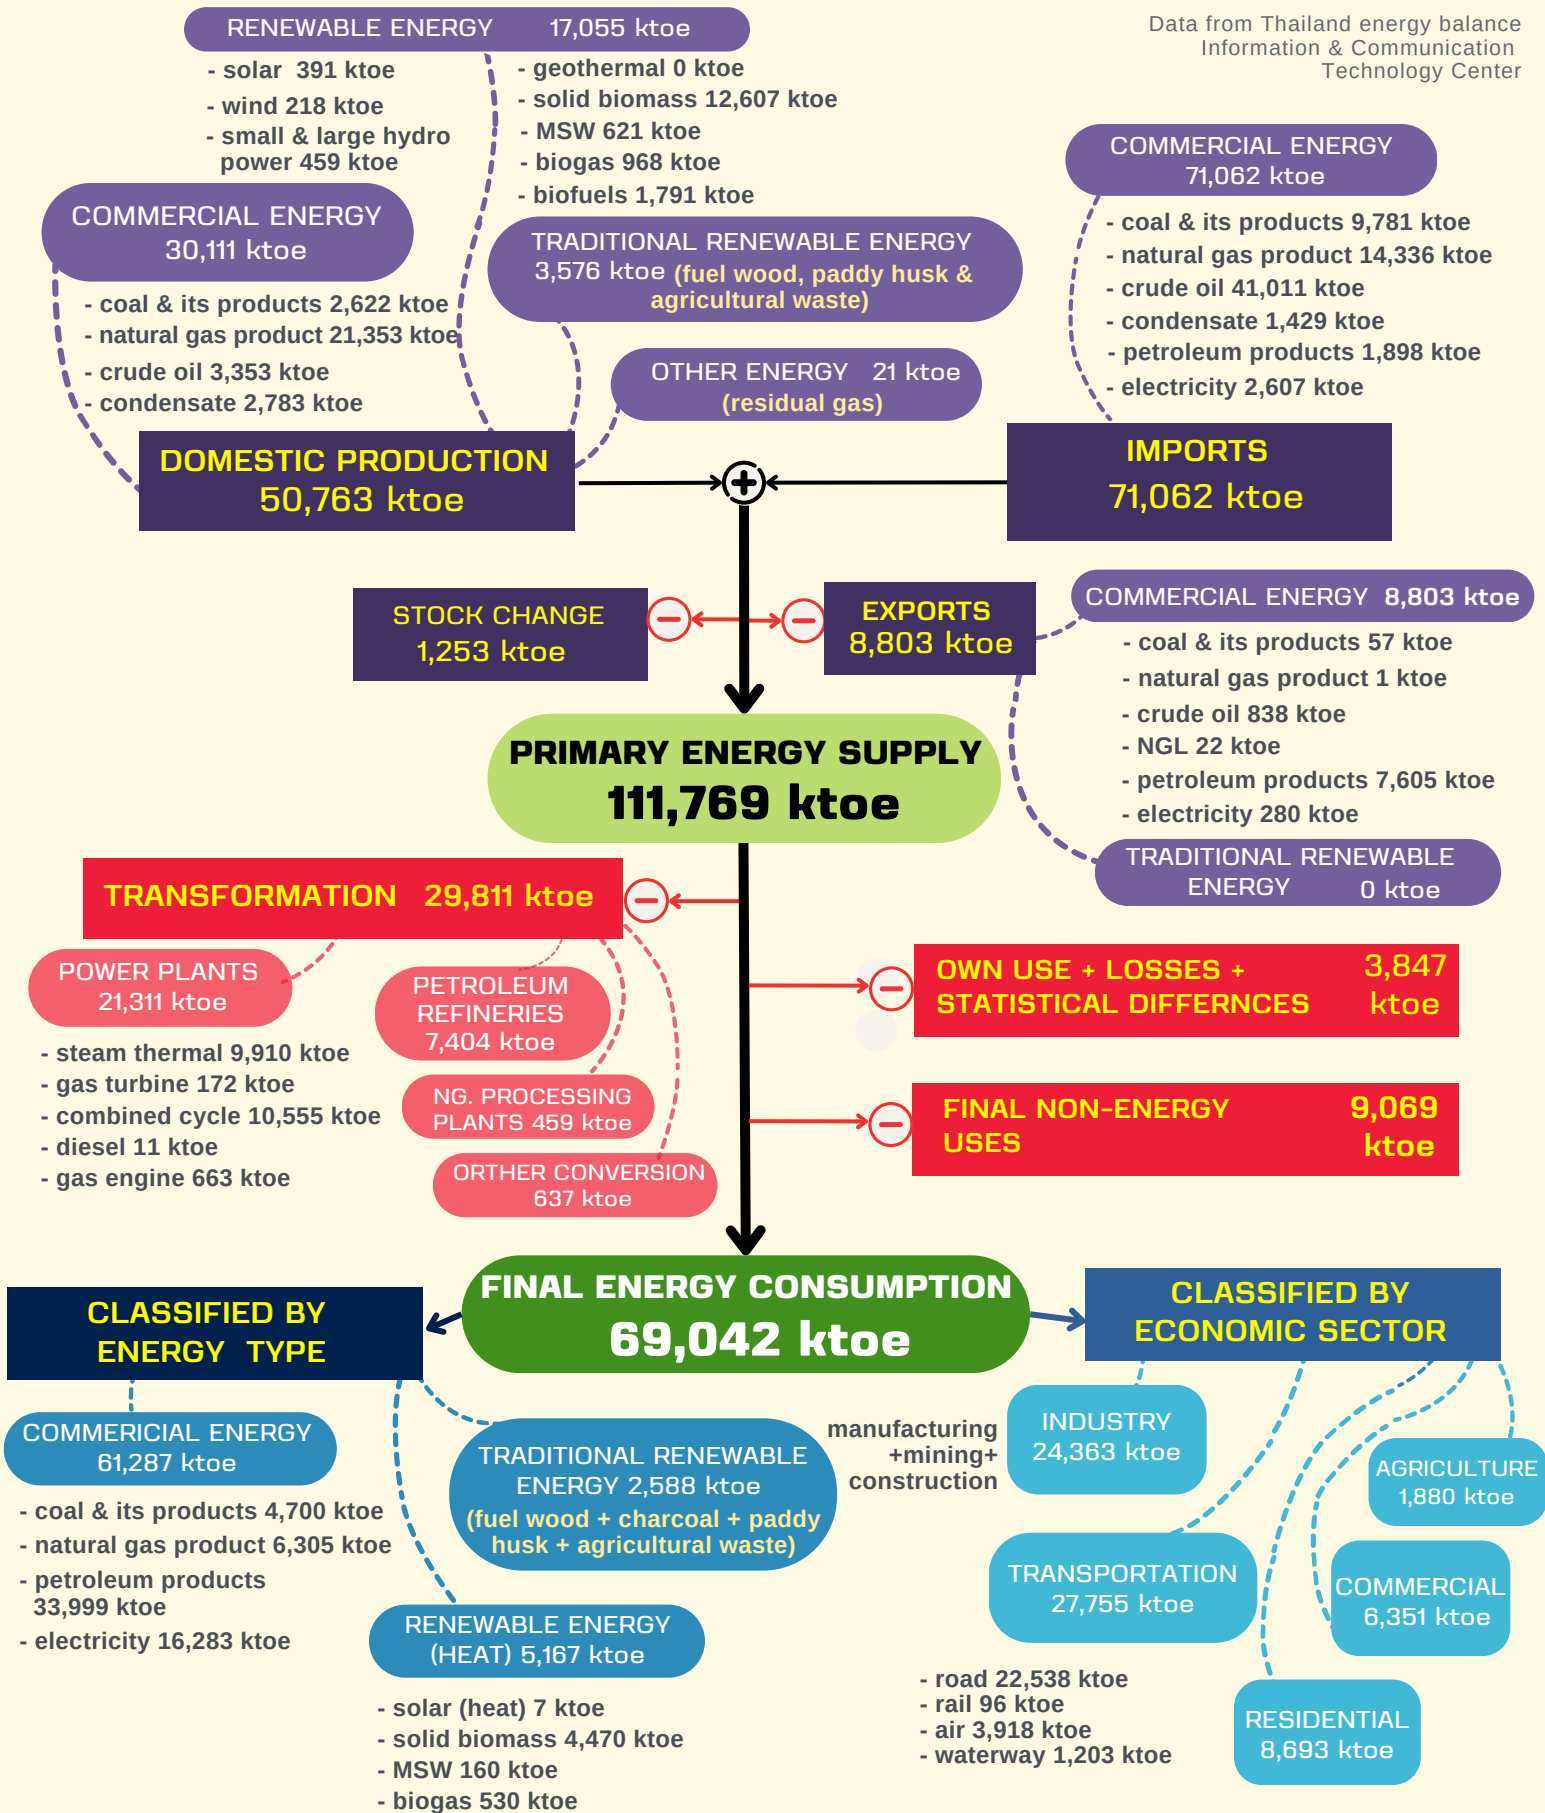 Data from Thailand energy balance
Information & Communication
Technology Center
RENEWABLE ENERGY 17,055 ktoe
- solar 391 ktoe
- wind 218 ktoe
- small & large hydro
power 459 ktoe
- geothermal 0 ktoe
- solid biomass 12,607 ktoe
- MSW 621 ktoe
- biogas 968 ktoe
- biofuels 1,791 ktoe
COMMERCIAL ENERGY
30,111 ktoe
- coal & its products 2,622 ktoe
- natural gas product 21,353 ktoe
- crude oil 3,353 ktoe
- condensate 2,783 ktoe
TRADITIONAL RENEWABLE ENERGY
3,576 ktoe (fuel wood, paddy husk &
agricultural waste)
OTHER ENERGY 21 ktoe
(residual gas)
COMMERCIAL ENERGY
71,062 ktoe
- coal & its products 9,781 ktoe
- natural gas product 14,336 ktoe
- crude oil 41,011 ktoe
- condensate 1,429 ktoe
- petroleum products 1,898 ktoe
- electricity 2,607 ktoe
DOMESTIC PRODUCTION
50,763 ktoe
IMPORTS
71,062 ktoe
STOCK CHANGE
1,253 ktoe
EXPORTS
8,803 ktoe
COMMERCIAL ENERGY 8,803 ktoe
- coal & its products 57 ktoe
- natural gas product 1 ktoe
- crude oil 838 ktoe
- NGL 22 ktoe
- petroleum products 7,605 ktoe
- electricity 280 ktoe
TRADITIONAL RENEWABLE
ENERGY 0 ktoe
PRIMARY ENERGY SUPPLY
111,769 ktoe
TRANSFORMATION 29,811 ktoe
POWER PLANTS
21,311 ktoe
- steam thermal 9,910 ktoe
- gas turbine 172 ktoe
- combined cycle 10,555 ktoe
- diesel 11 ktoe
- gas engine 663 ktoe
PETROLEUM
REFINERIES
7,404 ktoe
NG. PROCESSING
PLANTS 459 ktoe
ORTHER CONVERSION
637 ktoe
OWN USE + LOSSES +
STATISTICAL DIFFERNCES
3,847
ktoe
FINAL NON-ENERGY
USES
9,069
ktoe
FINAL ENERGY CONSUMPTION
69,042 ktoe
CLASSIFIED BY
ENERGY TYPE
COMMERICIAL ENERGY
61,287 ktoe
- coal & its products 4,700 ktoe
- natural gas product 6,305 ktoe
- petroleum products
33,999 ktoe
- electricity 16,283 ktoe
TRADITIONAL RENEWABLE
ENERGY 2,588 ktoe
(fuel wood + charcoal + paddy
husk + agricultural waste)
RENEWABLE ENERGY
(HEAT) 5,167 ktoe
- solar (heat) 7 ktoe
- solid biomass 4,470 ktoe
- MSW 160 ktoe
- biogas 530 ktoe
CLASSIFIED BY
ECONOMIC SECTOR
manufacturing
+mining+
construction
INDUSTRY
24,363 ktoe
AGRICULTURE
1,880 ktoe
TRANSPORTATION
27,755 ktoe
- road 22,538 ktoe
- rail 96 ktoe
- air 3,918 ktoe
- waterway 1,203 ktoe
COMMERCIAL
6,351 ktoe
RESIDENTIAL
8,693 ktoe